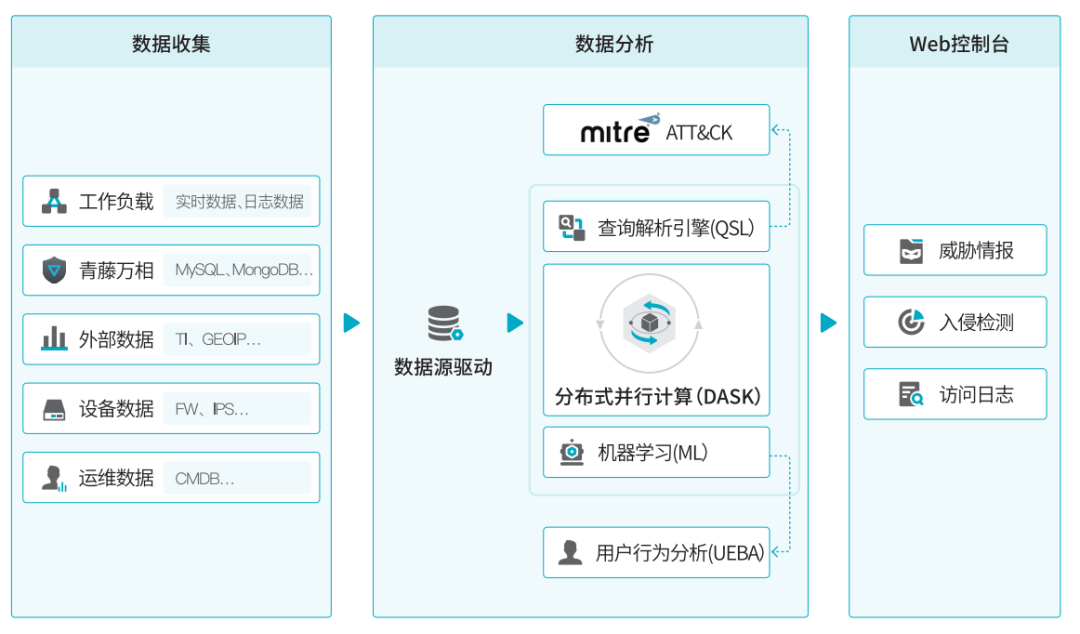 数据收集
工作负载 实时数据、日志数据
青藤万相 MySQL、MongoDB...
外部数据 TI、GEOIP...
设备数据 FW、IPS...
运维数据 CMDB...
数据分析
数据源驱动
mitre ATT&CK
查询解析引擎(QSL)
分布式并行计算(DASK)
机器学习(ML)
用户行为分析(UEBA)
Web控制台
威胁情报
入侵检测
访问日志